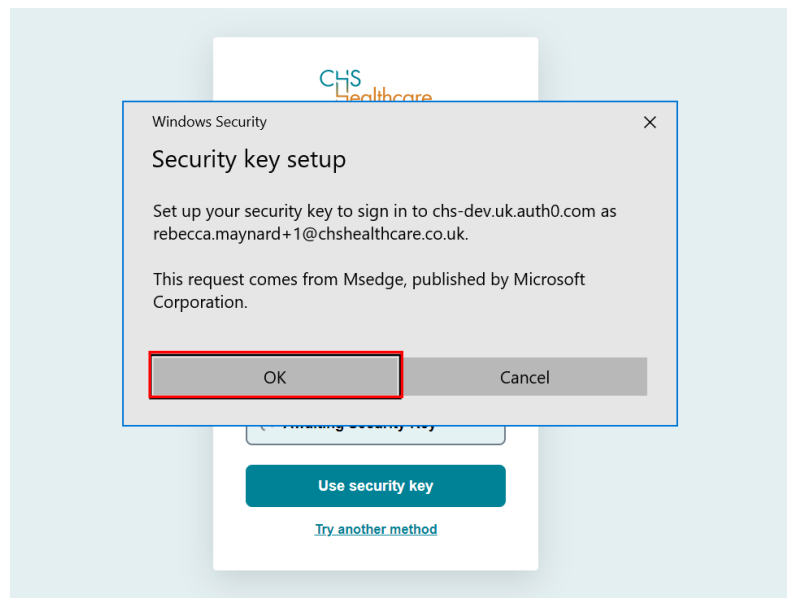 CHS
Healthcare
Windows Security
Security key setup
Set up your security key to sign in to chs-dev.uk.auth0.com as
rebecca.maynard+1@chshealthcare.co.uk.
This request comes from Msedge, published by Microsoft
Corporation.
OK
Cancel
Awaiting Security Key
Use security key
Try another method